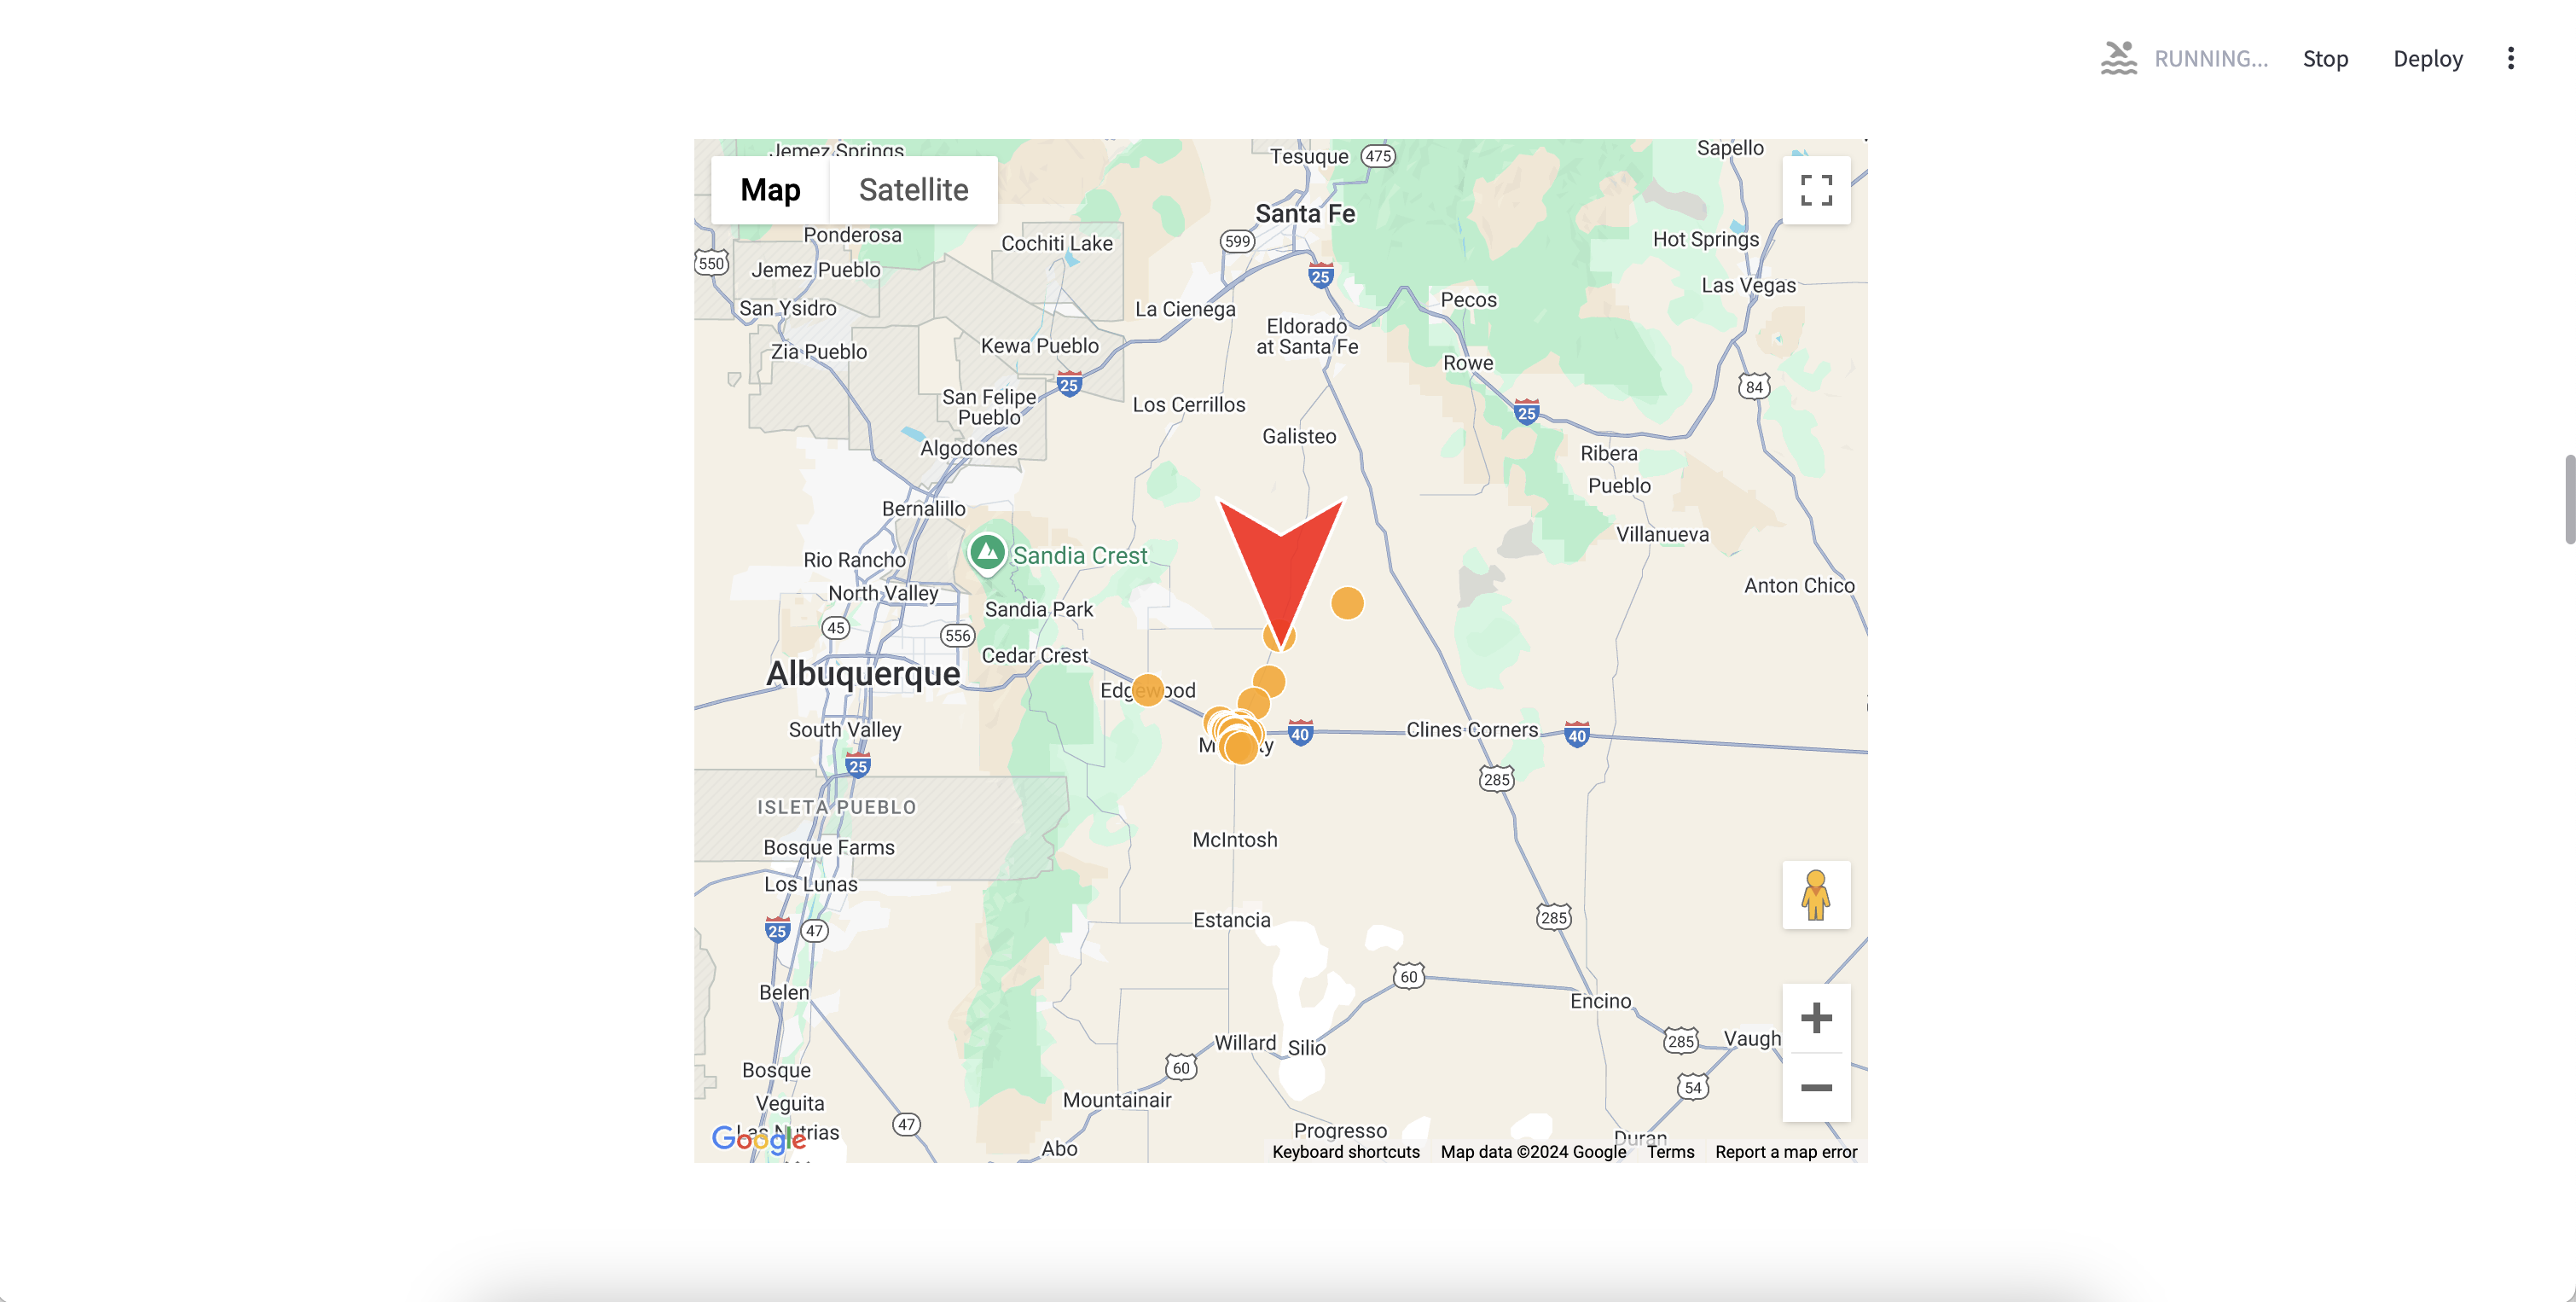 RUNNING...
Stop
Deploy
Jemez Springs
Tesuque
475
Sapello
Map
Satellite
Santa Fe
Ponderosa
Cochiti Lake
599
Hot Springs
550
Jemez Pueblo
25
Las Vegas
San Ysidro
La Cienega
Pecos
Eldorado
at Santa Fe
Zia Pueblo
Kewa Pueblo
Rowe
25
84
San Felipe
Pueblo
Los Cerrillos
25
Galisteo
Algodones
Ribera
Pueblo
Bernalillo
Villanueva
Rio Rancho
Sandia Crest
North Valley
Anton Chico
Sandia Park
45
556
Cedar Crest
Albuquerque
Edgewood
South Valley
40
Clines Corners
40
25
285
ISLETA PUEBLO
Bosque Farms
McIntosh
Los Lunas
Estancia
285
25
47
60
Belen
Encino
Willard
Silio
285
Vaugh
60
Bosque
54
Mountainair
Veguita
47
Las Nutrias
Progresso
Duran
Google
Abo
Keyboard shortcuts
Map data ©2024 Google
Terms
Report a map error